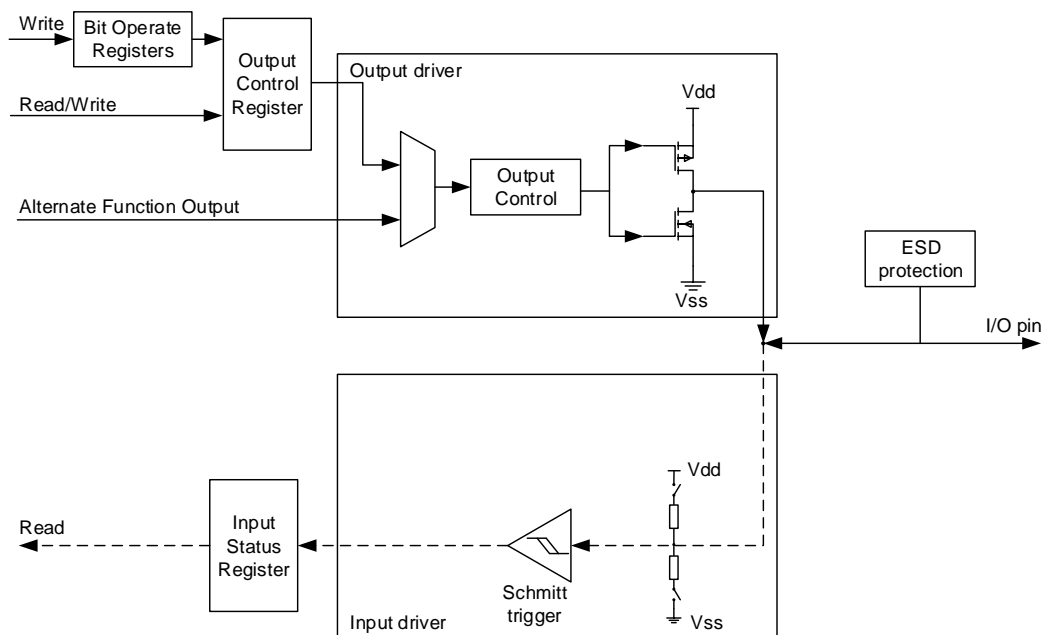 Write
Bit Operate
Registers
Output
Control
Register
Read/Write
Output driver
Vdd
Output
Control
Alternate Function Output
Vss
ESD
protection
I/O pin
Vdd
Read
Input
Status
Register
Schmitt
trigger
Vss
Input driver